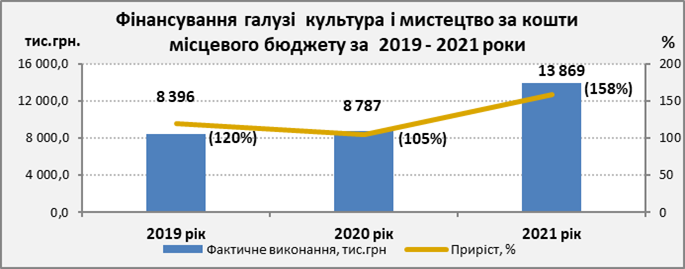 Фінансування галузі культура і мистецтво за кошти
місцевого бюджету за 2019 - 2021 роки
тис.грн.
%
16 000,0
12 000,0
8 000,0
4 000,0
0,0
8 396
(120%)
8 787
(105%)
13 869
(158%)
200
150
100
50
0
2019 рік
2020 рік
2021 рік
Фактичне виконання, тис.грн
Приріст, %